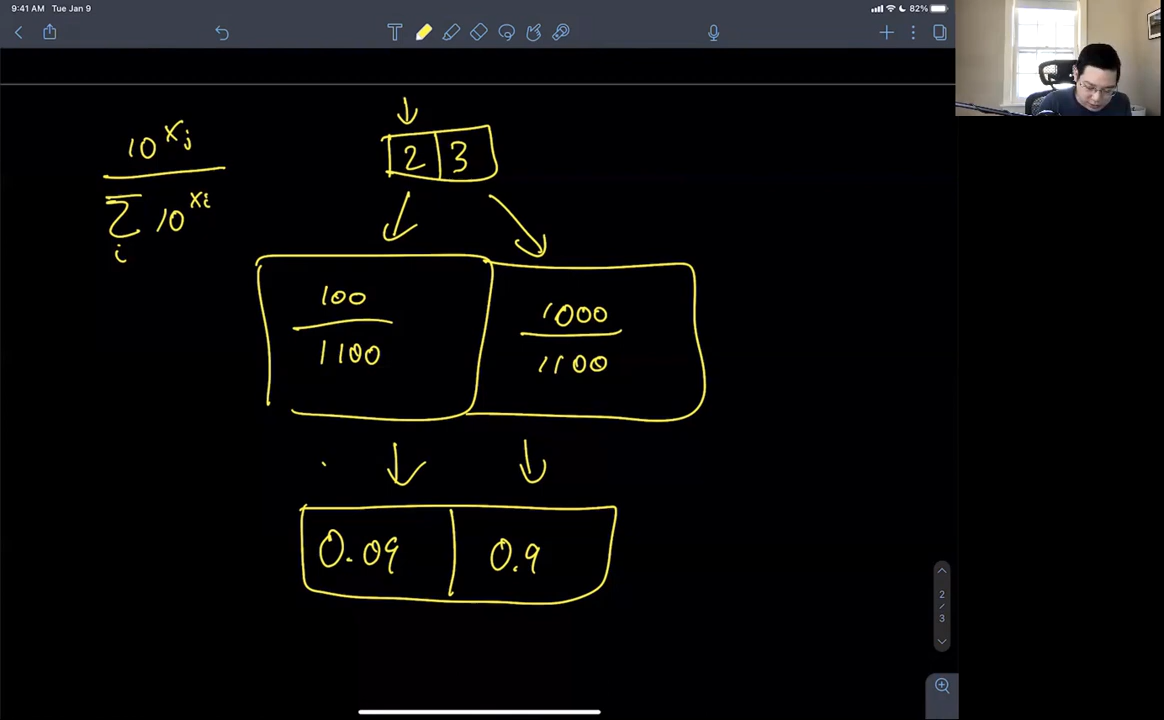 9:41 AM Tue Jan 9
82%
10^xj
Σ 10^xi
i
2 3
100
1100
1000
1100
0.09 0.9
2
/
3